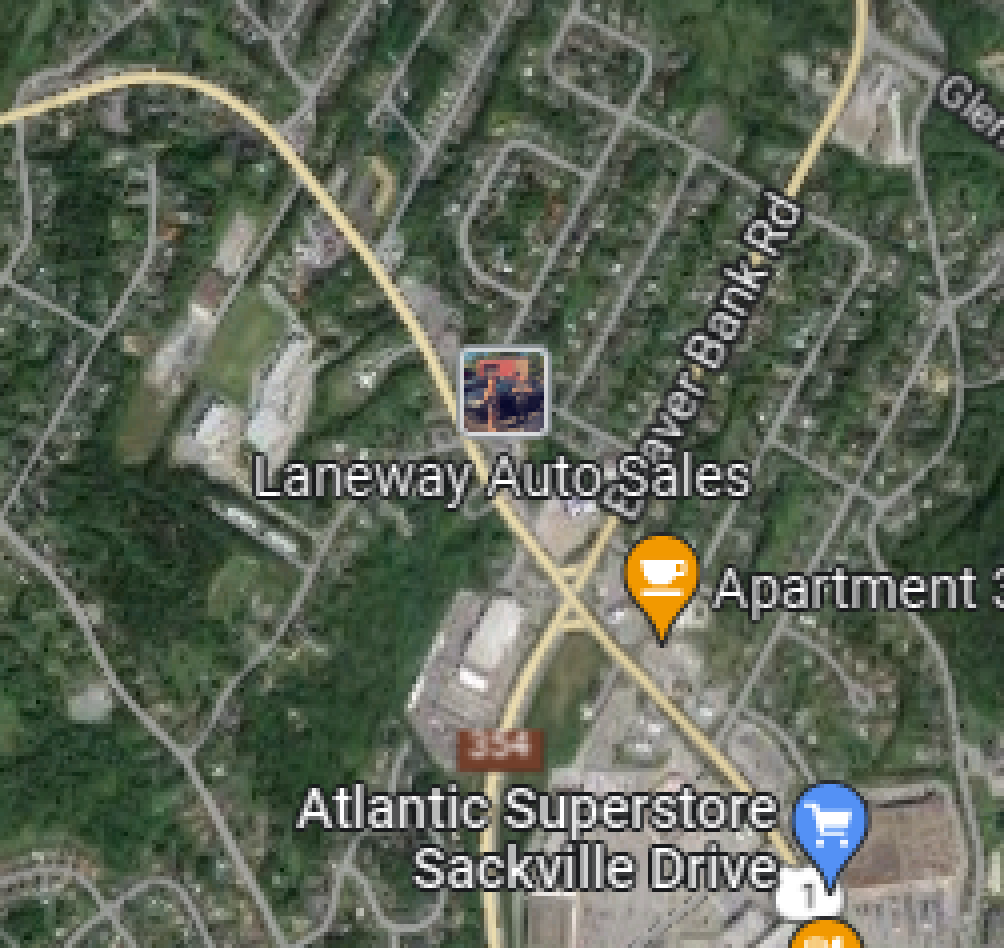 Glen
Beaver Bank Rd
Laneway Auto Sales
Apartment 3
354
Atlantic Superstore
Sackville Drive
1